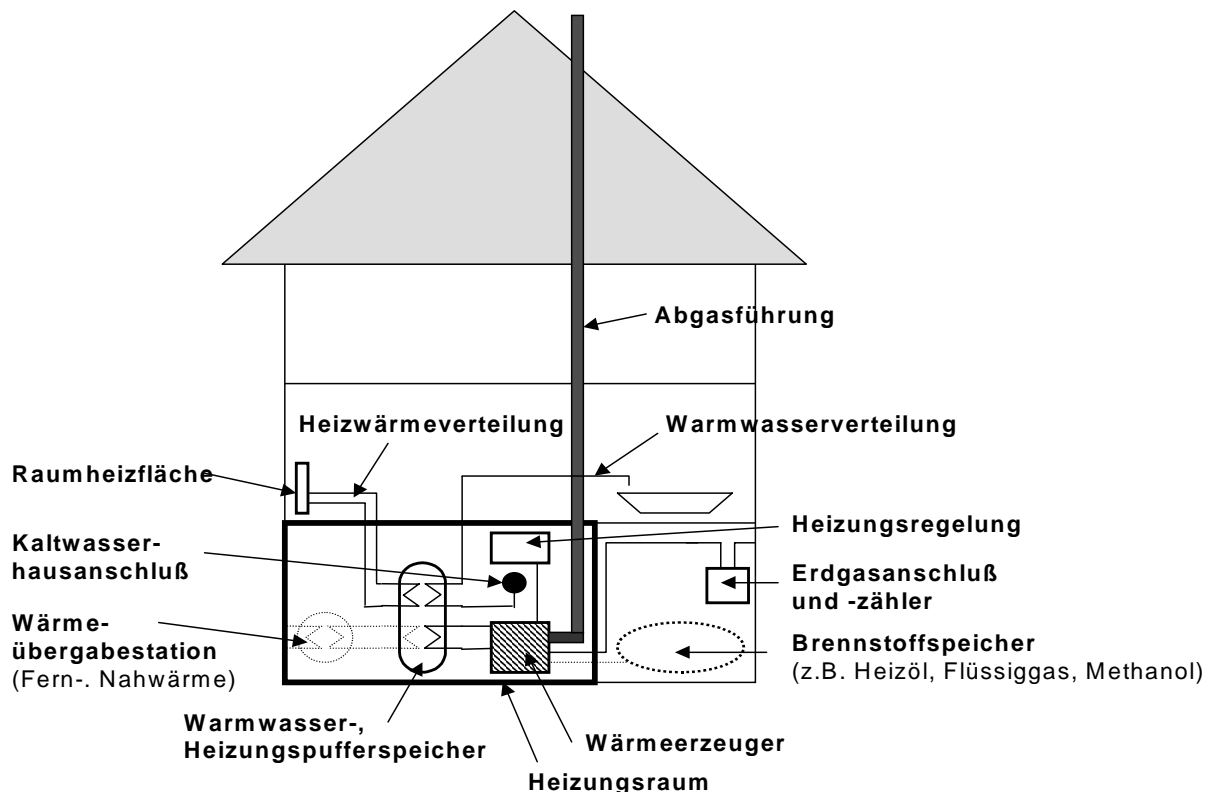 Abgasführung
Heizwärmeverteilung
Warmwasserverteilung
Raumheizfläche
Heizungsregelung
Kaltwasser-
hausanschluß
Erdgasanschluß
und -zähler
Wärme-
übergabestation
(Fern-. Nahwärme)
Brennstoffspeicher
(z.B. Heizöl, Flüssiggas, Methanol)
Warmwasser-,
Heizungspufferspeicher
Wärmeerzeuger
Heizungsraum